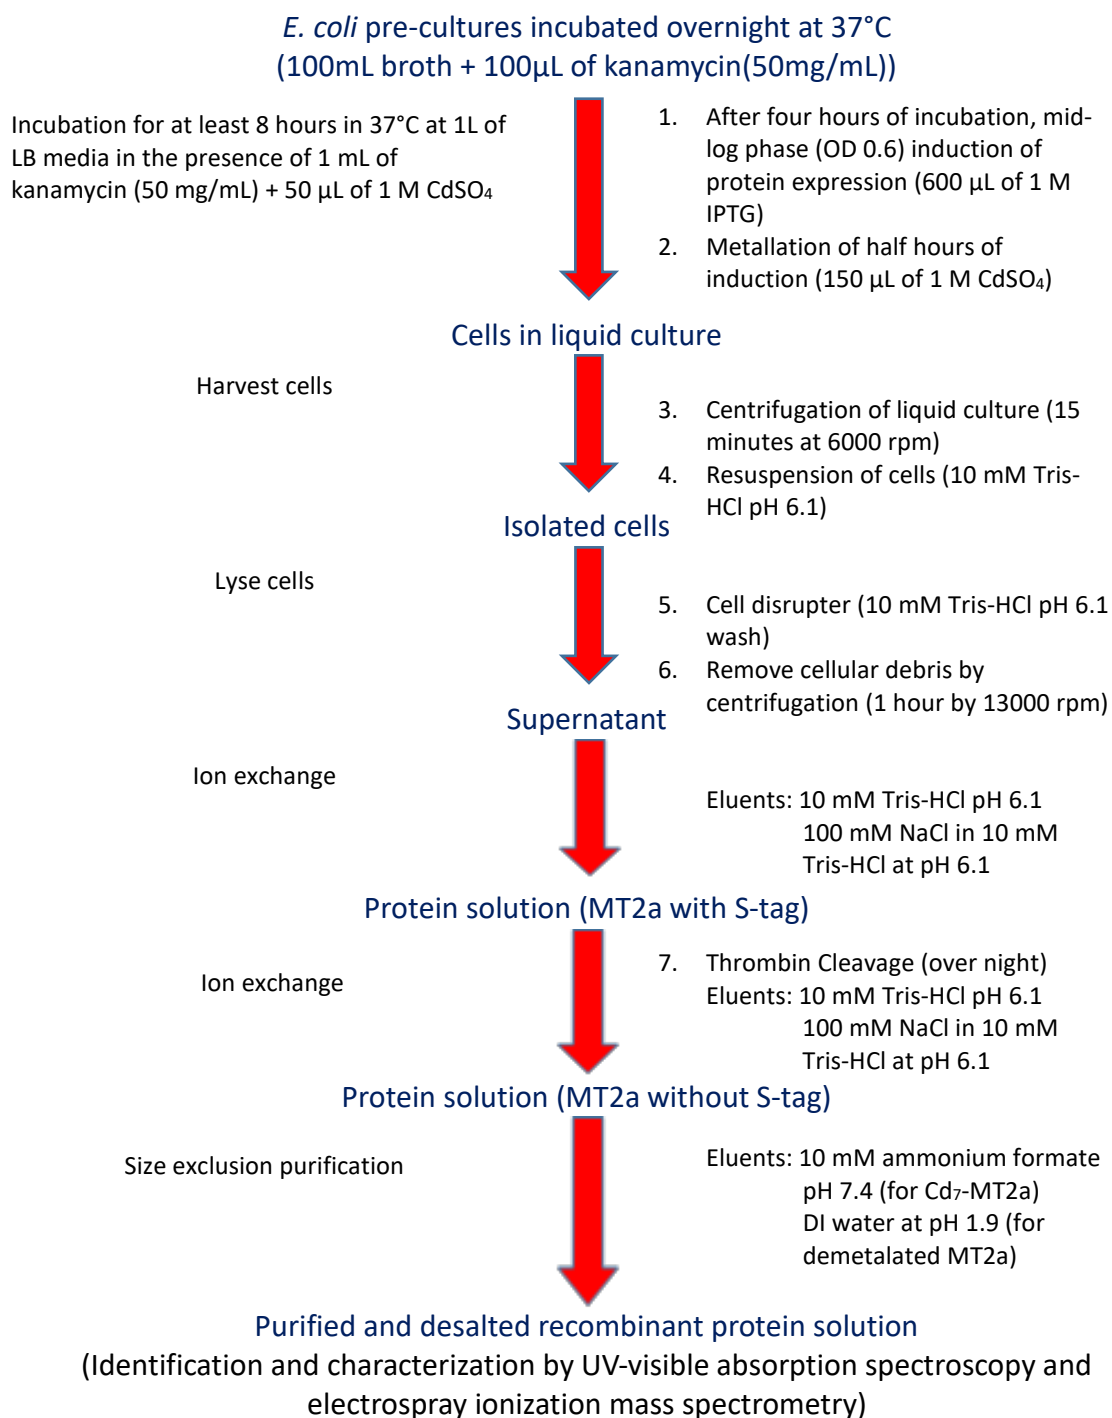 E. coli pre-cultures incubated overnight at 37°C
(100mL broth + 100µL of kanamycin(50mg/mL))
Incubation for at least 8 hours in 37°C at 1L of
LB media in the presence of 1 mL of
kanamycin (50 mg/mL) + 50 µL of 1 M CdSO₄
1. After four hours of incubation, mid-
log phase (OD 0.6) induction of
protein expression (600 µL of 1 M
IPTG)
2. Metallation of half hours of
induction (150 µL of 1 M CdSO₄)
Cells in liquid culture
Harvest cells
3. Centrifugation of liquid culture (15
minutes at 6000 rpm)
4. Resuspension of cells (10 mM Tris-
HCl pH 6.1)
Isolated cells
Lyse cells
5. Cell disrupter (10 mM Tris-HCl pH 6.1
wash)
6. Remove cellular debris by
centrifugation (1 hour by 13000 rpm)
Supernatant
Ion exchange
Eluents: 10 mM Tris-HCl pH 6.1
100 mM NaCl in 10 mM
Tris-HCl at pH 6.1
Protein solution (MT2a with S-tag)
Ion exchange
7. Thrombin Cleavage (over night)
Eluents: 10 mM Tris-HCl pH 6.1
100 mM NaCl in 10 mM
Tris-HCl at pH 6.1
Protein solution (MT2a without S-tag)
Size exclusion purification
Eluents: 10 mM ammonium formate
pH 7.4 (for Cd₇-MT2a)
DI water at pH 1.9 (for
demetalated MT2a)
Purified and desalted recombinant protein solution
(Identification and characterization by UV-visible absorption spectroscopy and
electrospray ionization mass spectrometry)